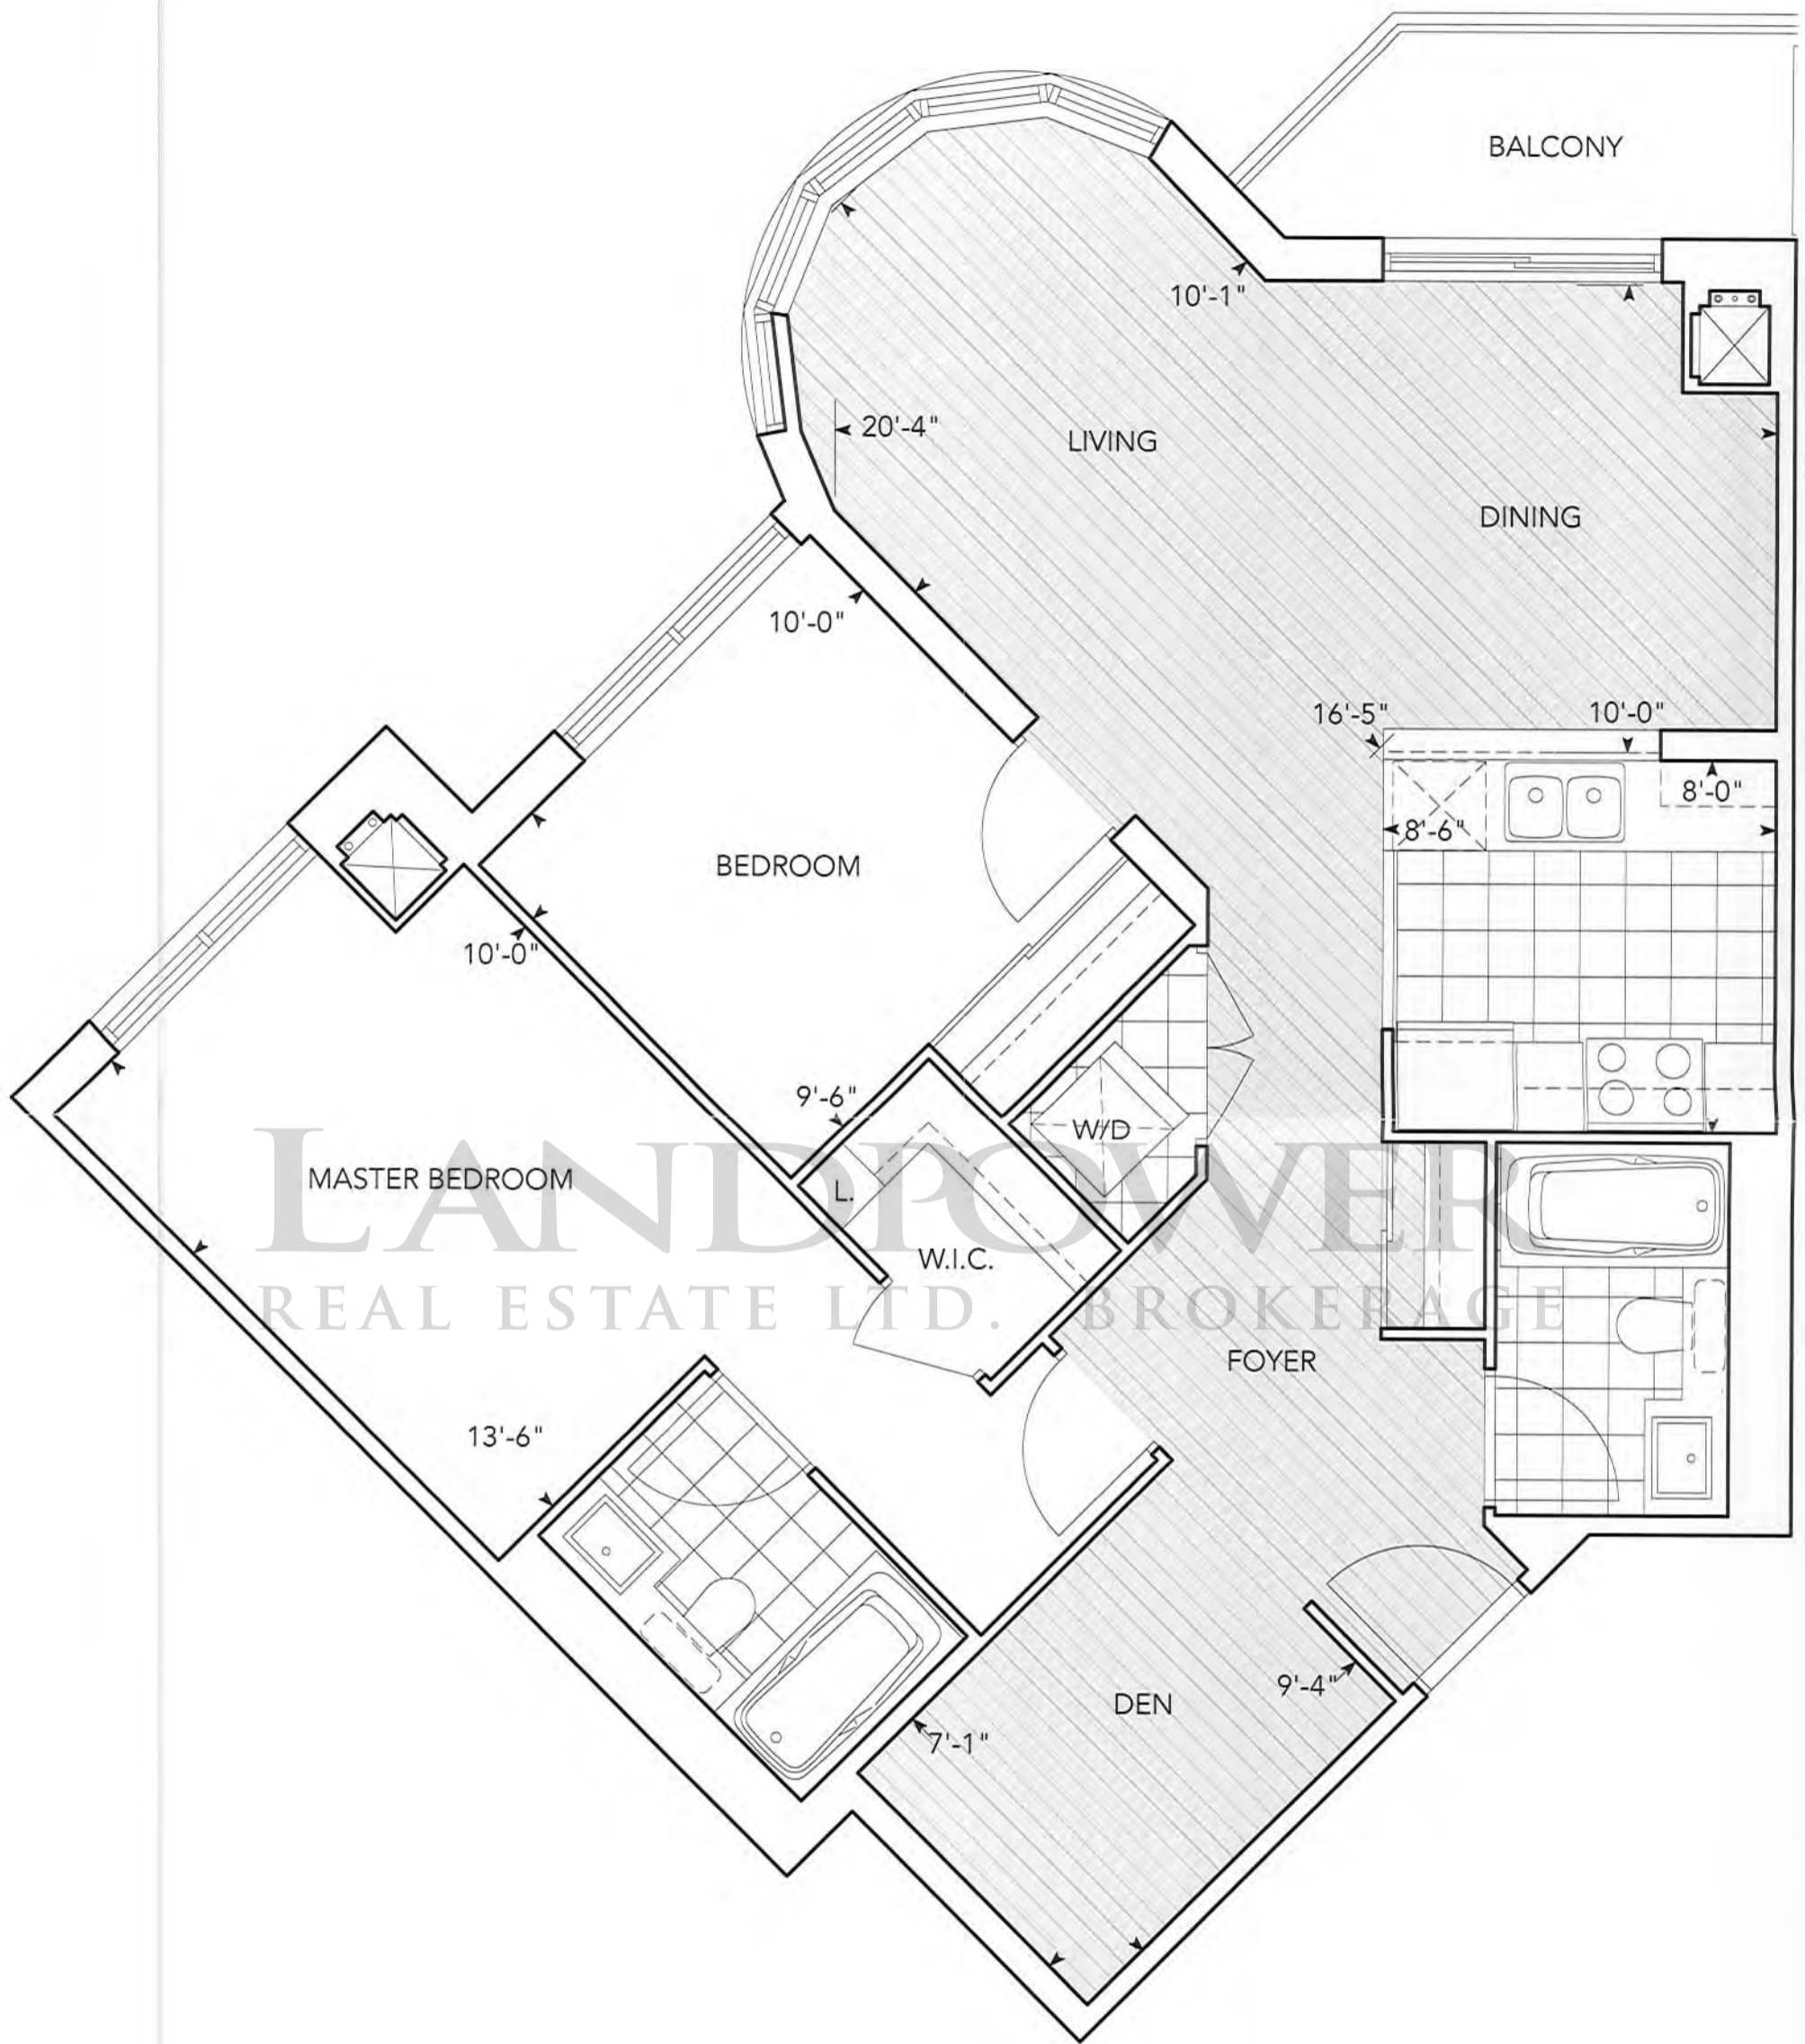 BALCONY
10'-1"
20'-4"
LIVING
DINING
10'-0"
16'-5"
10'-0"
8'-0"
8'-6"
BEDROOM
10'-0"
9'-6"
W/D
MASTER BEDROOM
L.
W.I.C.
LANDPOWER
REAL ESTATE LTD. BROKERAGE
FOYER
13'-6"
9'-4"
DEN
7'-1"